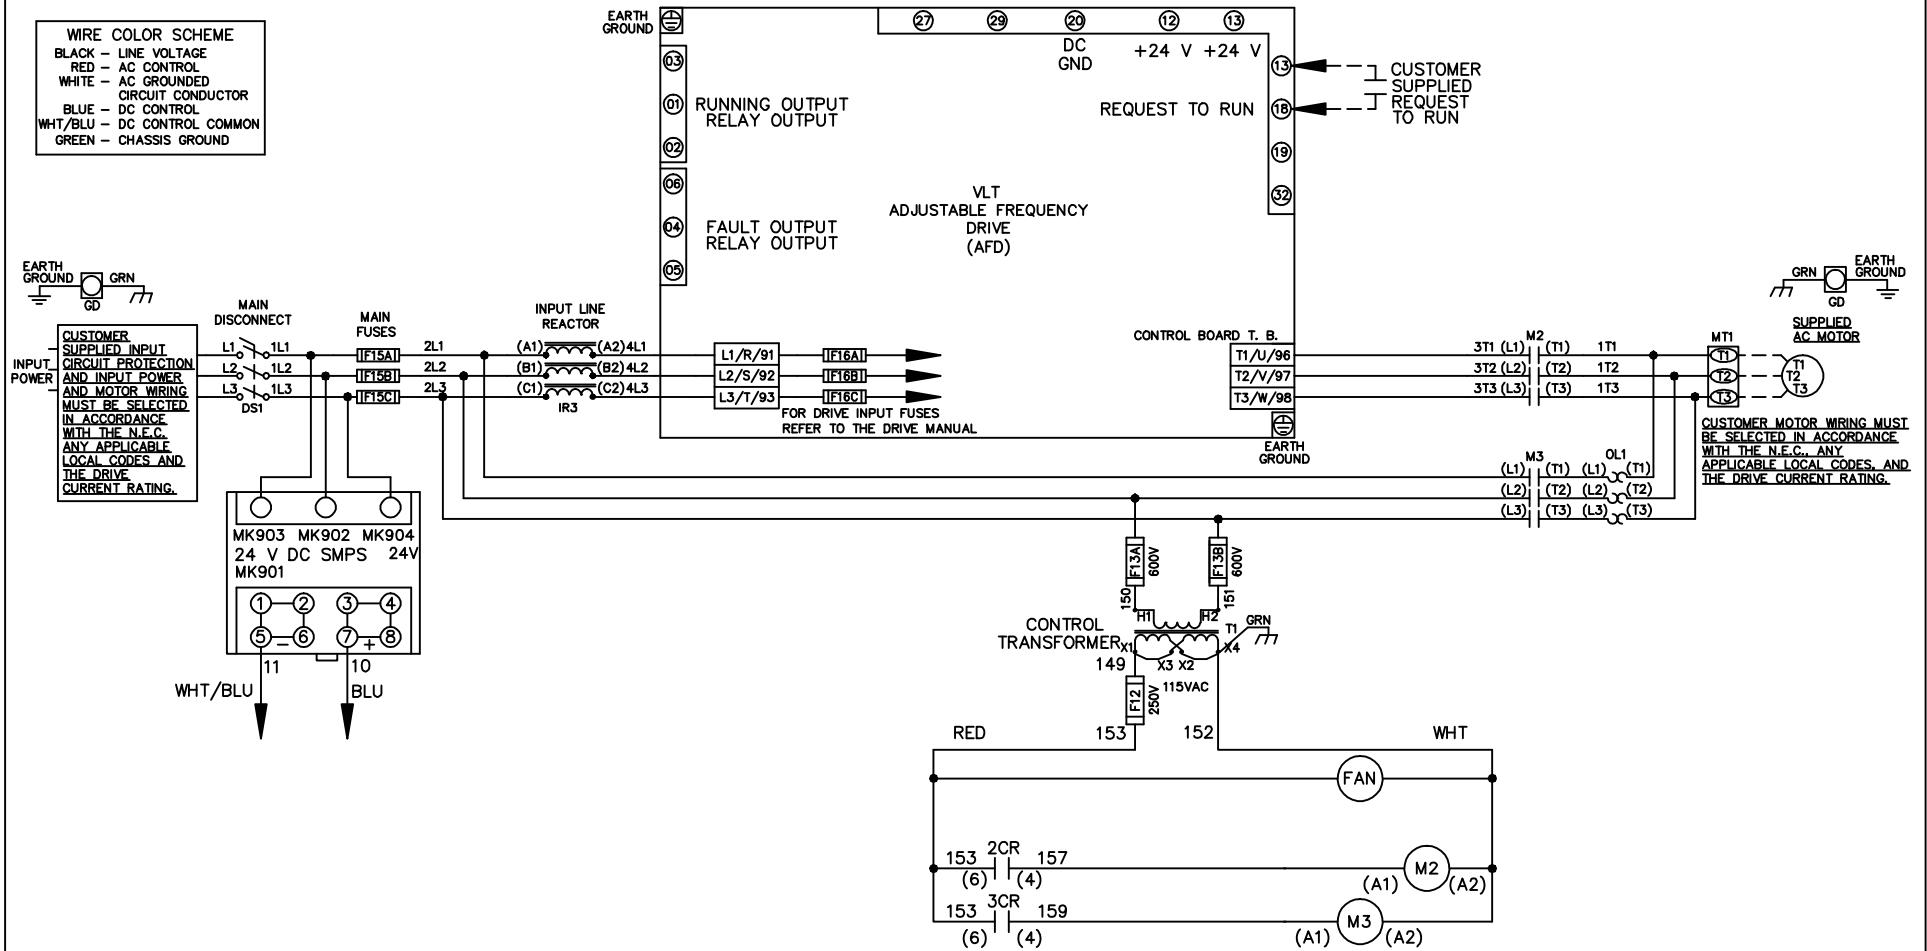 WIRE COLOR SCHEME
BLACK – LINE VOLTAGE
RED – AC CONTROL
WHITE – AC GROUNDED
CIRCUIT CONDUCTOR
BLUE – DC CONTROL
WHT/BLU – DC CONTROL COMMON
GREEN – CHASSIS GROUND
EARTH
GROUND
27 29 20 12 13
DC
GND
+24 V +24 V
03
01
02
RUNNING OUTPUT
RELAY OUTPUT
06
04
05
FAULT OUTPUT
RELAY OUTPUT
VLT
ADJUSTABLE FREQUENCY
DRIVE
(AFD)
REQUEST TO RUN
13
18
19
32
CUSTOMER
SUPPLIED
REQUEST
TO RUN
EARTH
GROUND
GRN
GD
INPUT
POWER
CUSTOMER
SUPPLIED INPUT
CIRCUIT PROTECTION
AND INPUT POWER
AND MOTOR WIRING
MUST BE SELECTED
IN ACCORDANCE
WITH THE N.E.C.
ANY APPLICABLE
LOCAL CODES AND
THE DRIVE
CURRENT RATING.
MAIN
DISCONNECT
L1 1L1
L2 1L2
L3 1L3
DS1
MAIN
FUSES
F15A 2L1
F15B 2L2
F15C 2L3
INPUT LINE
REACTOR
(A1) (A2) 4L1
(B1) (B2) 4L2
(C1) (C2) 4L3
IR3
L1/R/91 F16A
L2/S/92 F16B
L3/T/93 F16C
FOR DRIVE INPUT FUSES
REFER TO THE DRIVE MANUAL
CONTROL BOARD T. B.
T1/U/96
T2/V/97
T3/W/98
EARTH
GROUND
M2
3T1 (L1) (T1) 1T1
3T2 (L2) (T2) 1T2
3T3 (L3) (T3) 1T3
MT1
T1
T2
T3
GRN
EARTH
GROUND
GD
SUPPLIED
AC MOTOR
T1
T2
T3
CUSTOMER MOTOR WIRING MUST
BE SELECTED IN ACCORDANCE
WITH THE N.E.C., ANY
APPLICABLE LOCAL CODES, AND
THE DRIVE CURRENT RATING.
M3 OL1
(L1) (T1) (L1) (T1)
(L2) (T2) (L2) (T2)
(L3) (T3) (L3) (T3)
MK903 MK902 MK904
24 V DC SMPS 24V
MK901
1 2 3 4
5 – 6 7 + 8
11 10
WHT/BLU BLU
F13A 600V
F13B 600V
150 151
H1 H2
T1
GRN
CONTROL
TRANSFORMER
X1 X3 X2 X4
149
115VAC
F12 250V
153 152
RED WHT
FAN
153 2CR 157
(6) (4)
M2
(A1) (A2)
153 3CR 159
(6) (4)
M3
(A1) (A2)